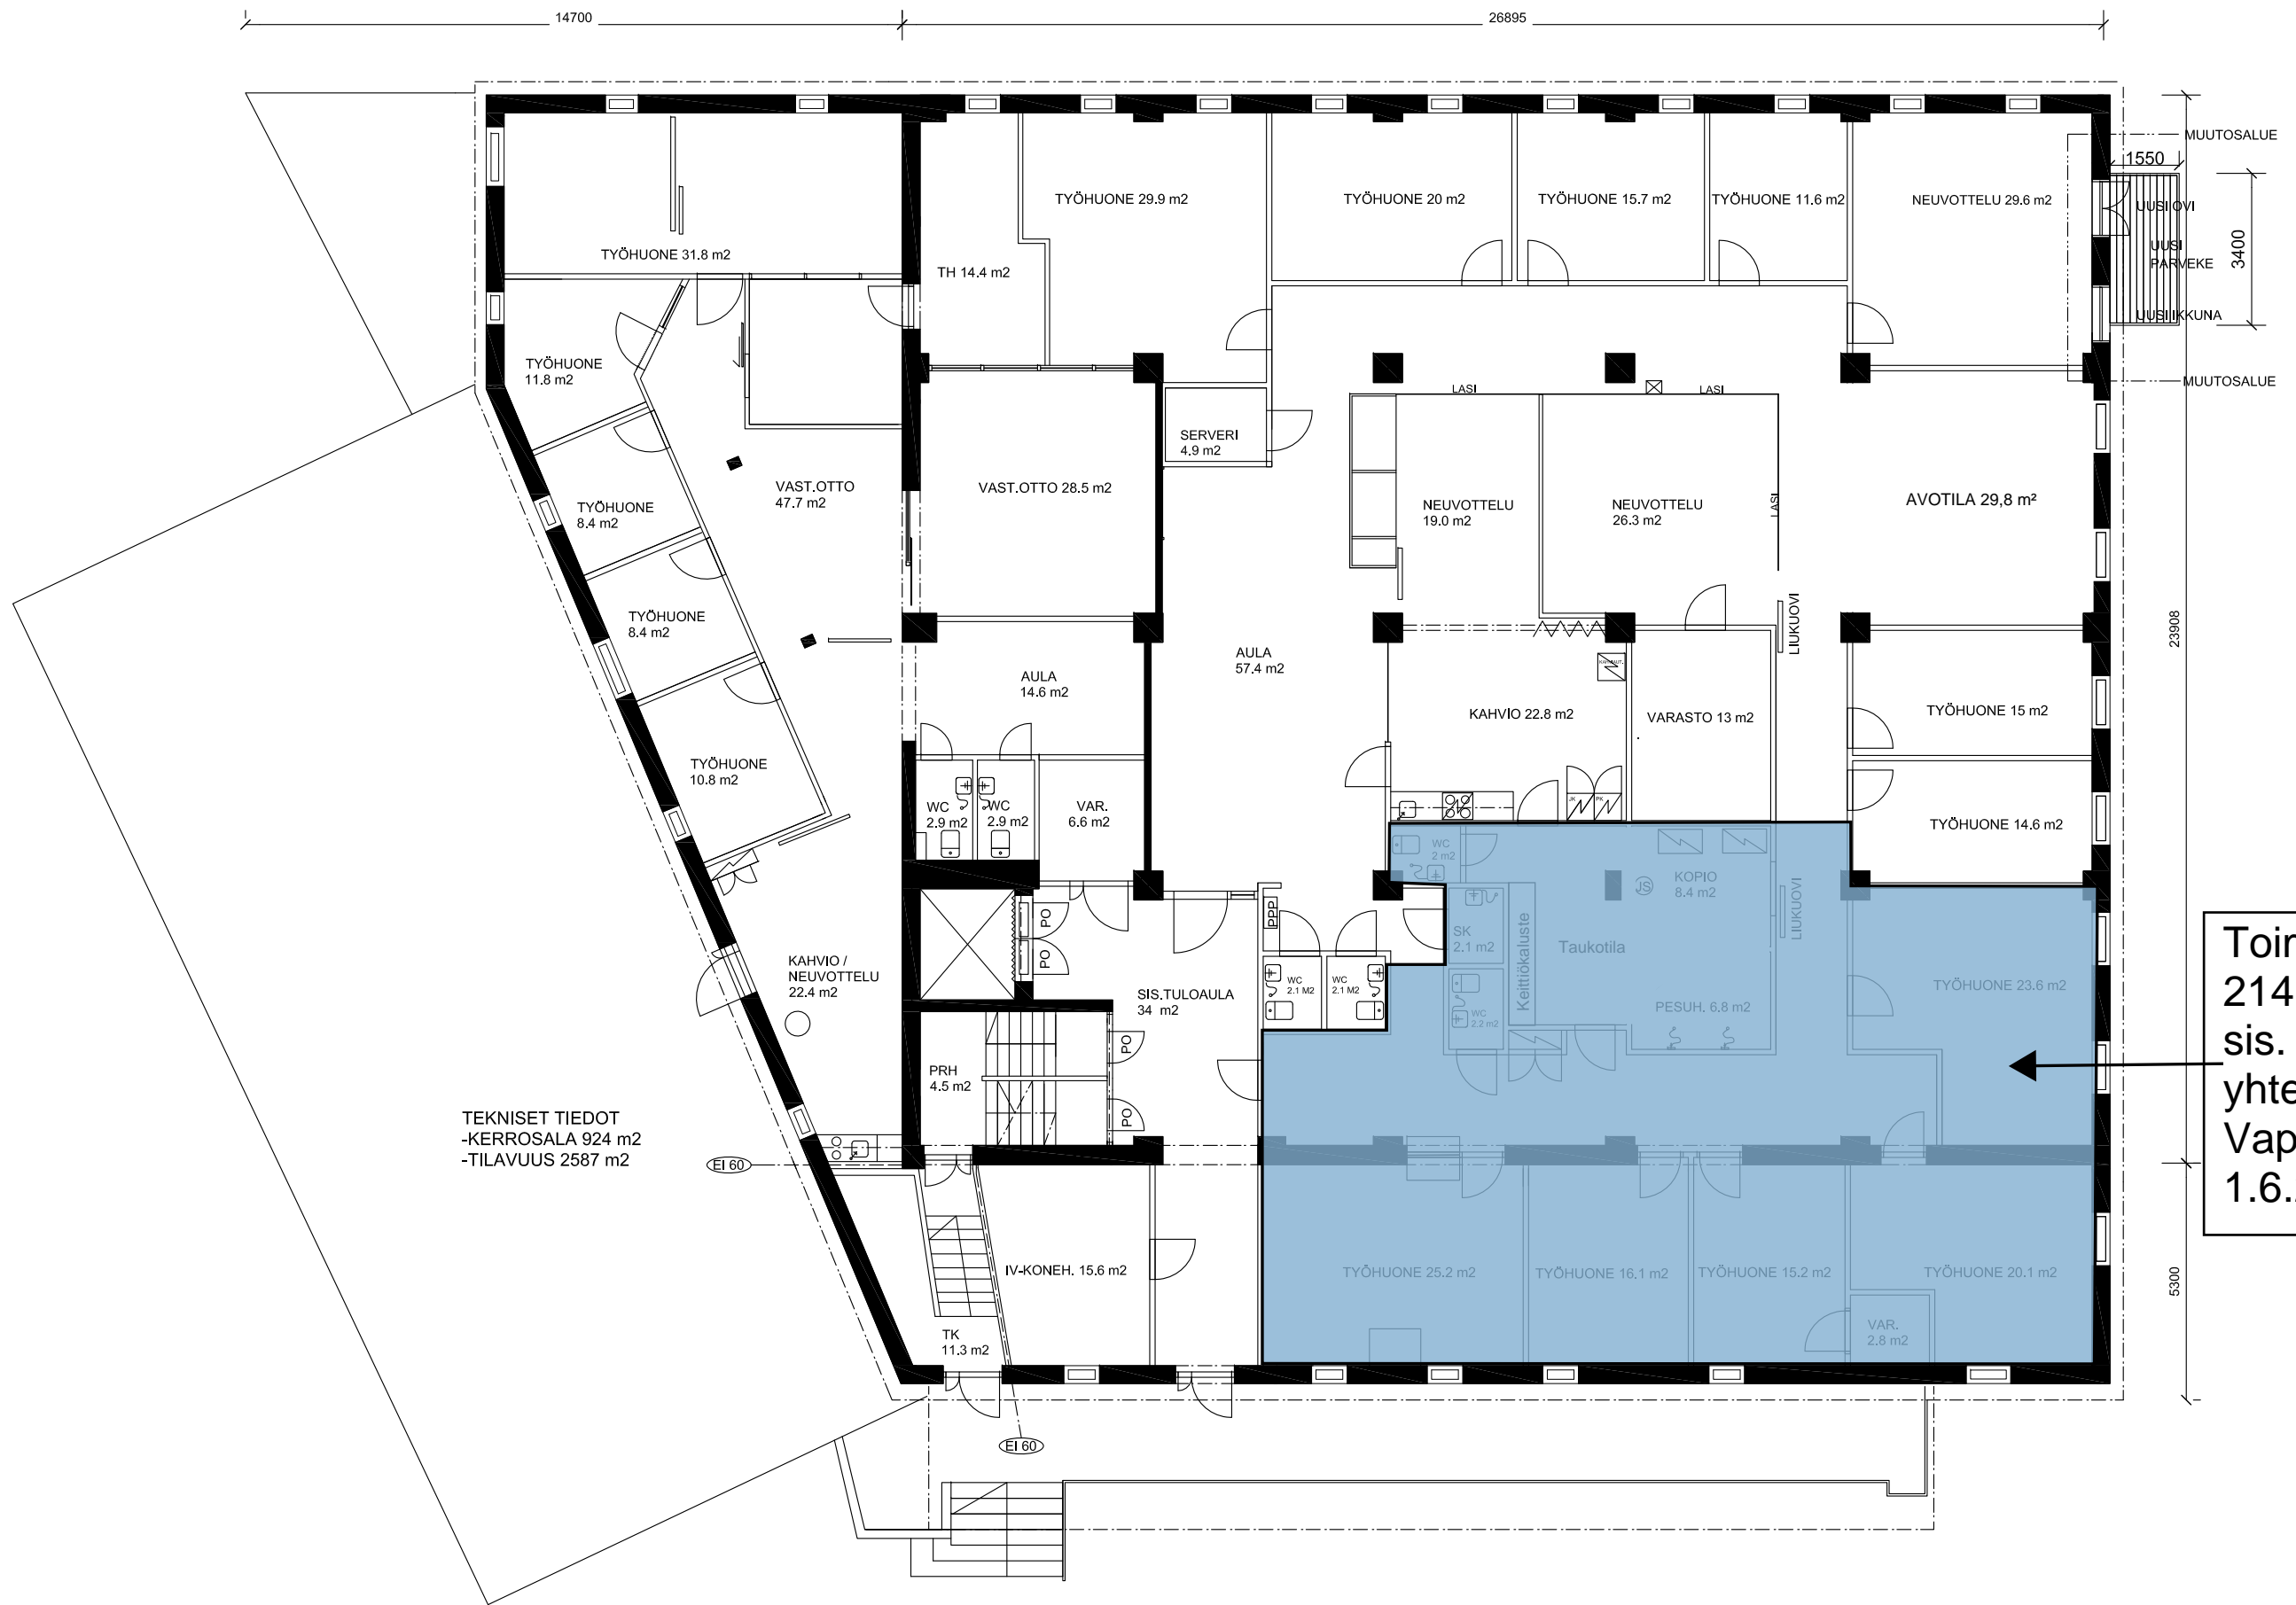 14700
26895
MUUTOSALUE
1550
TYÖHUONE 29.9 m2
TYÖHUONE 20 m2
TYÖHUONE 15.7 m2
TYÖHUONE 11.6 m2
NEUVOTTELU 29.6 m2
UUSI OVI
UUSI
PARVEKE
3400
UUSI IKKUNA
TYÖHUONE 31.8 m2
TH 14.4 m2
TYÖHUONE
11.8 m2
MUUTOSALUE
LASI
LASI
SERVERI
4.9 m2
VAST.OTTO
47.7 m2
VAST.OTTO 28.5 m2
TYÖHUONE
8.4 m2
NEUVOTTELU
19.0 m2
NEUVOTTELU
26.3 m2
LASI
AVOTILA 29,8 m²
TYÖHUONE
8.4 m2
LIUKUOVI
23908
AULA
14.6 m2
AULA
57.4 m2
KAHVIO 22.8 m2
VARASTO 13 m2
TYÖHUONE 15 m2
TYÖHUONE
10.8 m2
WC
2.9 m2
WC
2.9 m2
VAR.
6.6 m2
JK
PK
TYÖHUONE 14.6 m2
WC
2 m2
KOPIO
8.4 m2
JS
LIUKUOVI
PO
PO
PPP
SK
2.1 m2
Keittiökaluste
Taukotila
KAHVIO /
NEUVOTTELU
22.4 m2
SIS.TULOAULA
34 m2
WC
2.1 M2
WC
2.1 M2
WC
2.2 m2
PESUH. 6.8 m2
TYÖHUONE 23.6 m2
Toim
214
sis.
yhte
Vap
1.6.
PRH
4.5 m2
PO
PO
TEKNISET TIEDOT
-KERROSALA 924 m2
-TILAVUUS 2587 m2
EI 60
IV-KONEH. 15.6 m2
TYÖHUONE 25.2 m2
TYÖHUONE 16.1 m2
TYÖHUONE 15.2 m2
TYÖHUONE 20.1 m2
5300
TK
11.3 m2
VAR.
2.8 m2
EI 60